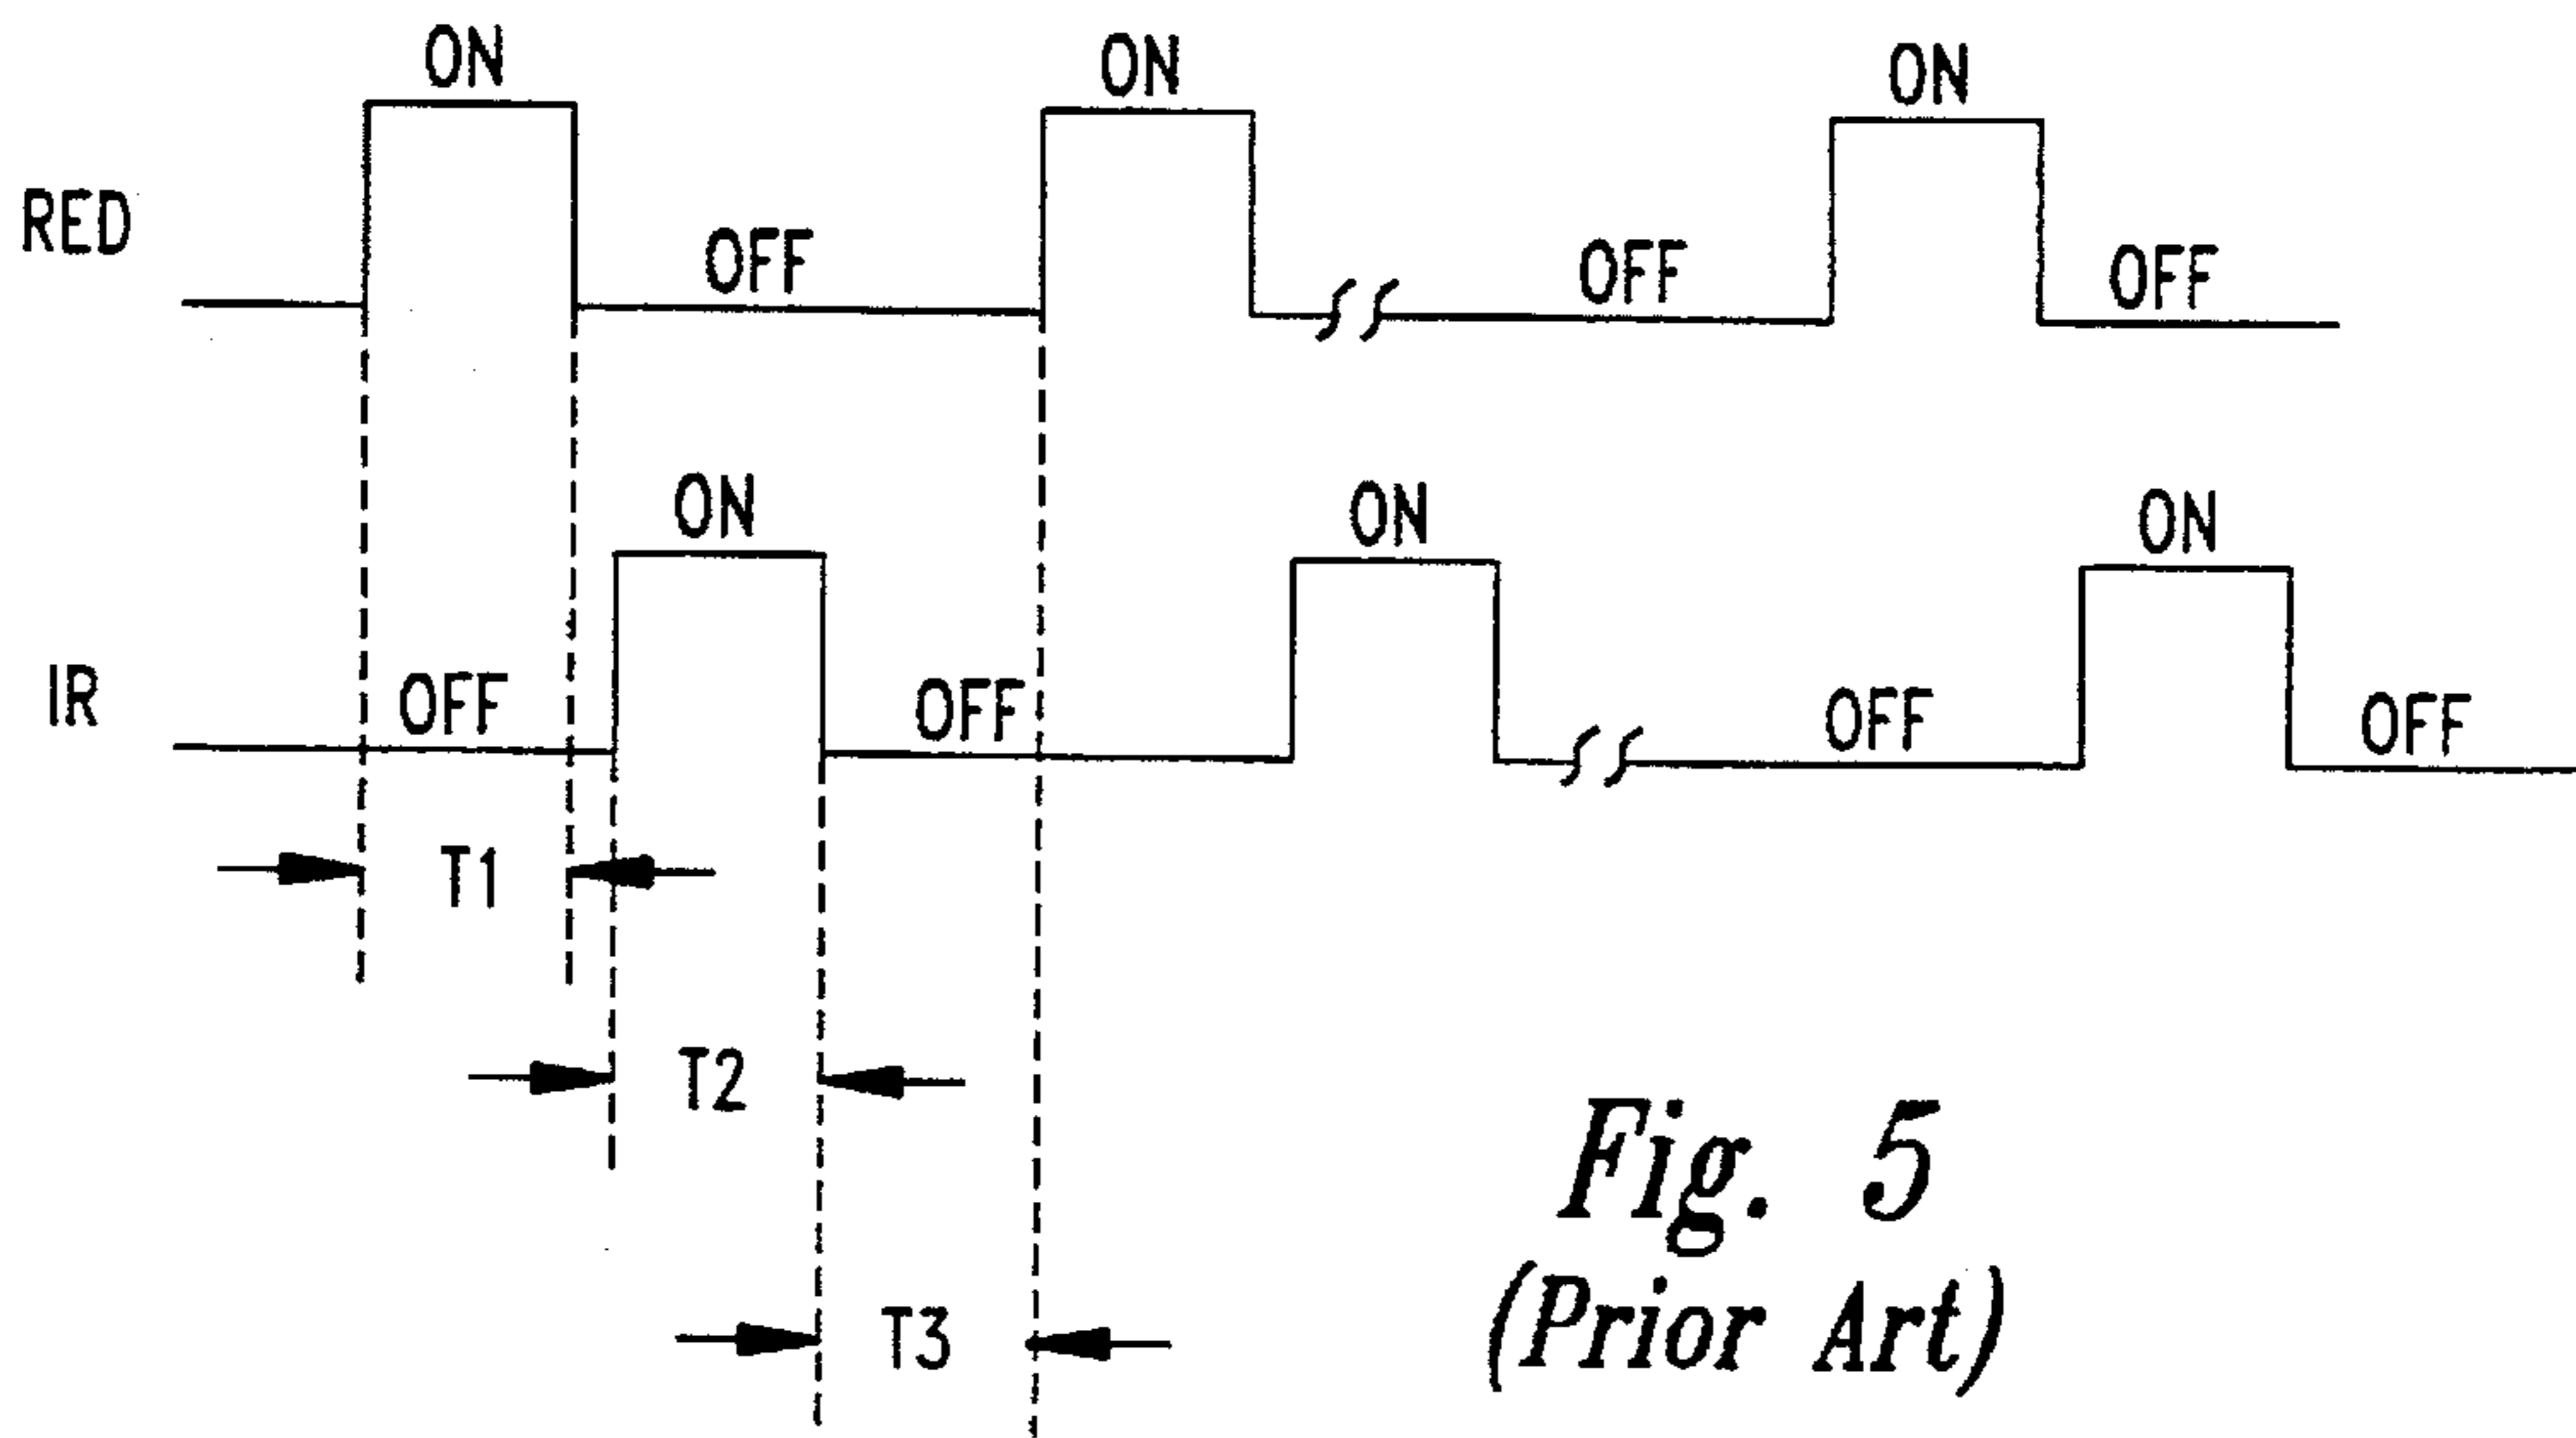 ON ON ON
RED OFF OFF OFF
ON ON ON
IR OFF OFF OFF OFF
T1
T2
T3
Fig. 5
(Prior Art)